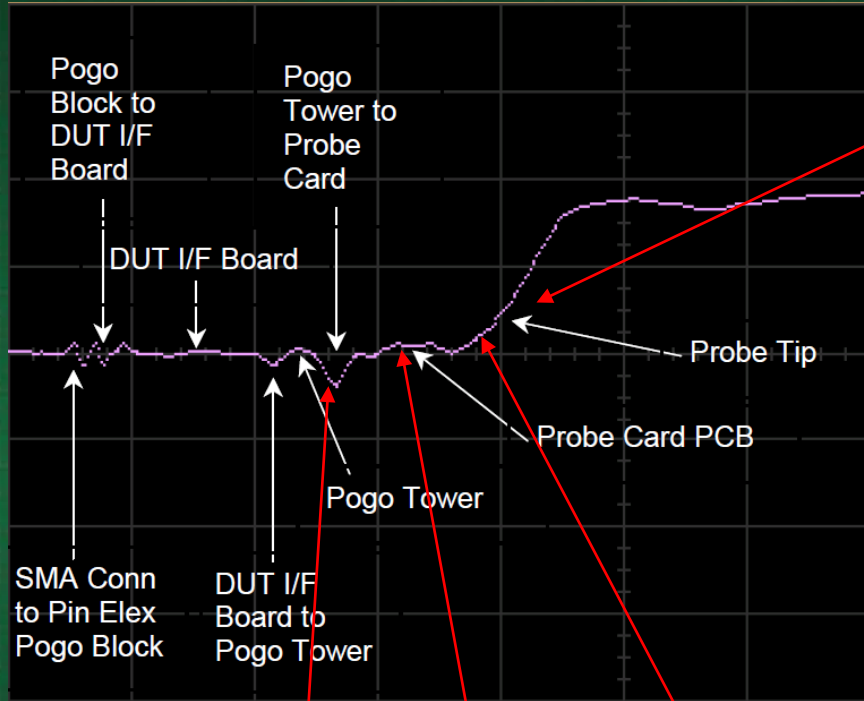 Pogo
Block to
DUT I/F
Board
Pogo
Tower to
Probe
Card
DUT I/F Board
Probe Tip
Probe Card PCB
Pogo Tower
SMA Conn
to Pin Elex
Pogo Block
DUT I/F
Board to
Pogo Tower